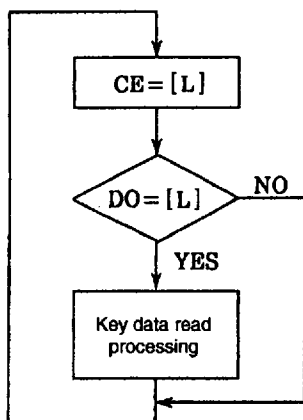 CE=[L]
DO=[L]
NO
YES
Key data read
processing